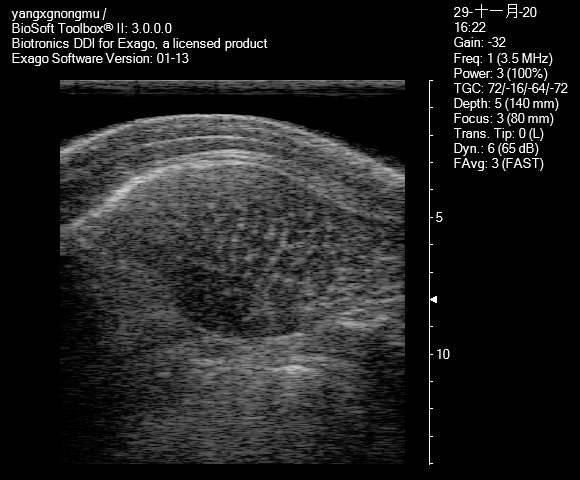 yangxgnongmu /
BioSoft Toolbox® II: 3.0.0.0
Biotronics DDI for Exago, a licensed product
Exago Software Version: 01-13
29-十一月-20
16:22
Gain: -32
Freq: 1 (3.5 MHz)
Power: 3 (100%)
TGC: 72/-16/-64/-72
Depth: 5 (140 mm)
Focus: 3 (80 mm)
Trans. Tip: 0 (L)
Dyn.: 6 (65 dB)
FAvg: 3 (FAST)
5
10